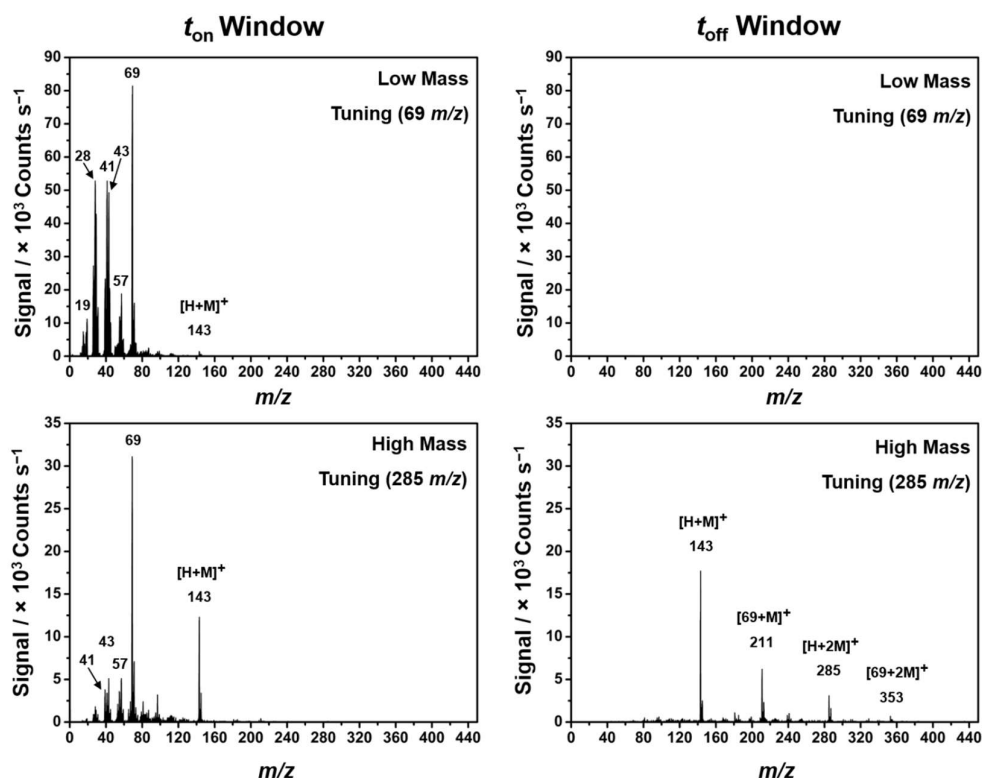 t_on Window
t_off Window
90
80
70
60
50
40
30
20
10
0
Signal / × 10³ Counts s⁻¹
Low Mass
Tuning (69 m/z)
69
28
41
43
57
19
[H+M]⁺
143
0 40 80 120 160 200 240 280 320 360 400 440
m/z
90
80
70
60
50
40
30
20
10
0
Signal / × 10³ Counts s⁻¹
Low Mass
Tuning (69 m/z)
0 40 80 120 160 200 240 280 320 360 400 440
m/z
35
30
25
20
15
10
5
0
Signal / × 10³ Counts s⁻¹
High Mass
Tuning (285 m/z)
69
[H+M]⁺
143
43
41
57
0 40 80 120 160 200 240 280 320 360 400 440
m/z
35
30
25
20
15
10
5
0
Signal / × 10³ Counts s⁻¹
High Mass
Tuning (285 m/z)
[H+M]⁺
143
[69+M]⁺
211
[H+2M]⁺
285
[69+2M]⁺
353
0 40 80 120 160 200 240 280 320 360 400 440
m/z